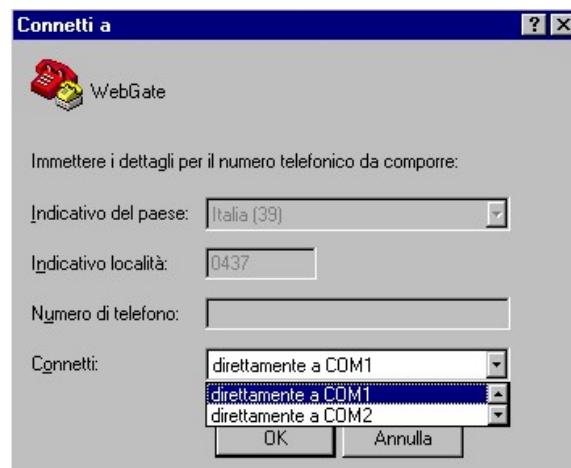 Connetti a
WebGate
Immettere i dettagli per il numero telefonico da comporre:
Indicativo del paese: Italia (39)
Indicativo località: 0437
Numero di telefono:
Connetti: direttamente a COM1
direttamente a COM1
direttamente a COM2
OK Annulla